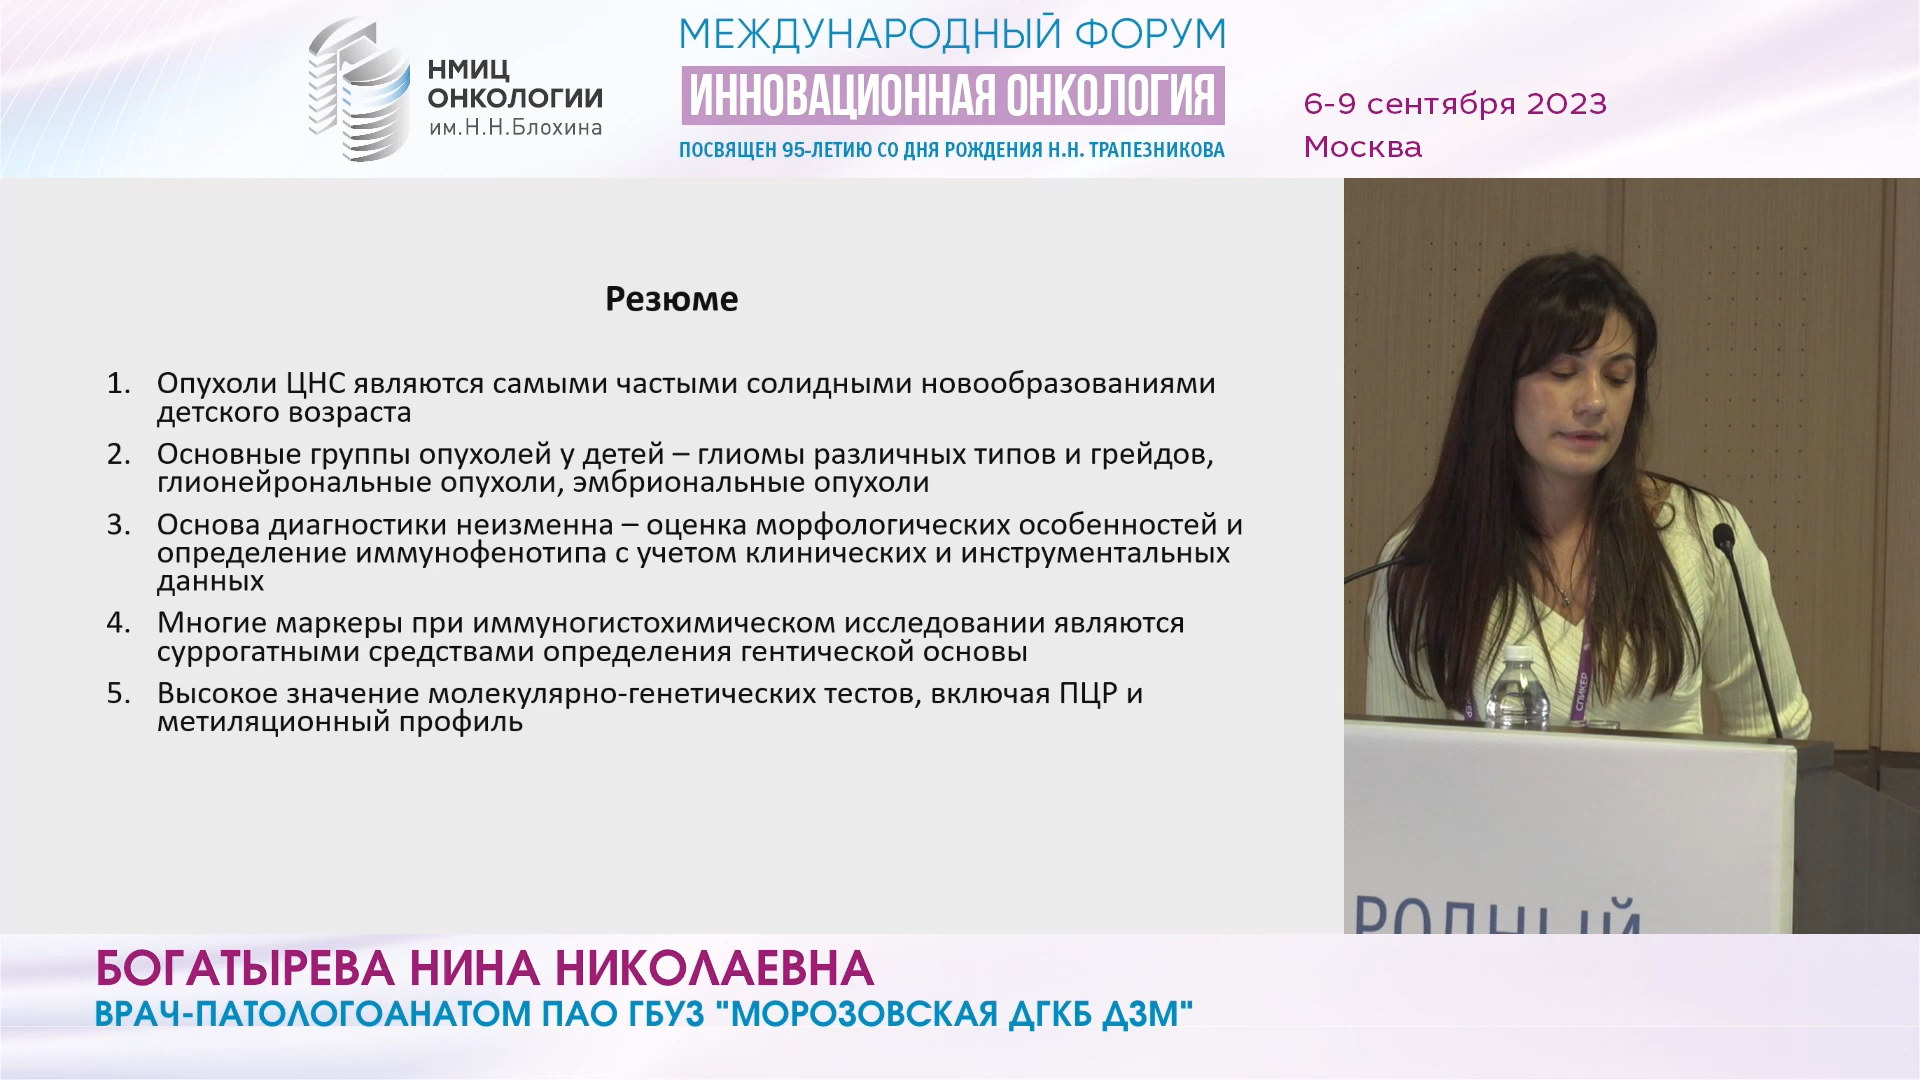 НМИЦ
ОНКОЛОГИИ
им.Н.Н.Блохина
МЕЖДУНАРОДНЫЙ ФОРУМ
ИННОВАЦИОННАЯ ОНКОЛОГИЯ
ПОСВЯЩЕН 95-ЛЕТИЮ СО ДНЯ РОЖДЕНИЯ Н.Н. ТРАПЕЗНИКОВА
6-9 сентября 2023
Москва
Резюме
1. Опухоли ЦНС являются самыми частыми солидными новообразованиями
детского возраста
2. Основные группы опухолей у детей – глиомы различных типов и грейдов,
глионейрональные опухоли, эмбриональные опухоли
3. Основа диагностики неизменна – оценка морфологических особенностей и
определение иммунофенотипа с учетом клинических и инструментальных
данных
4. Многие маркеры при иммуногистохимическом исследовании являются
суррогатными средствами определения гентической основы
5. Высокое значение молекулярно-генетических тестов, включая ПЦР и
метиляционный профиль
СПИКЕР
РОДНЫЙ
БОГАТЫРЕВА НИНА НИКОЛАЕВНА
ВРАЧ-ПАТОЛОГОАНАТОМ ПАО ГБУЗ "МОРОЗОВСКАЯ ДГКБ ДЗМ"